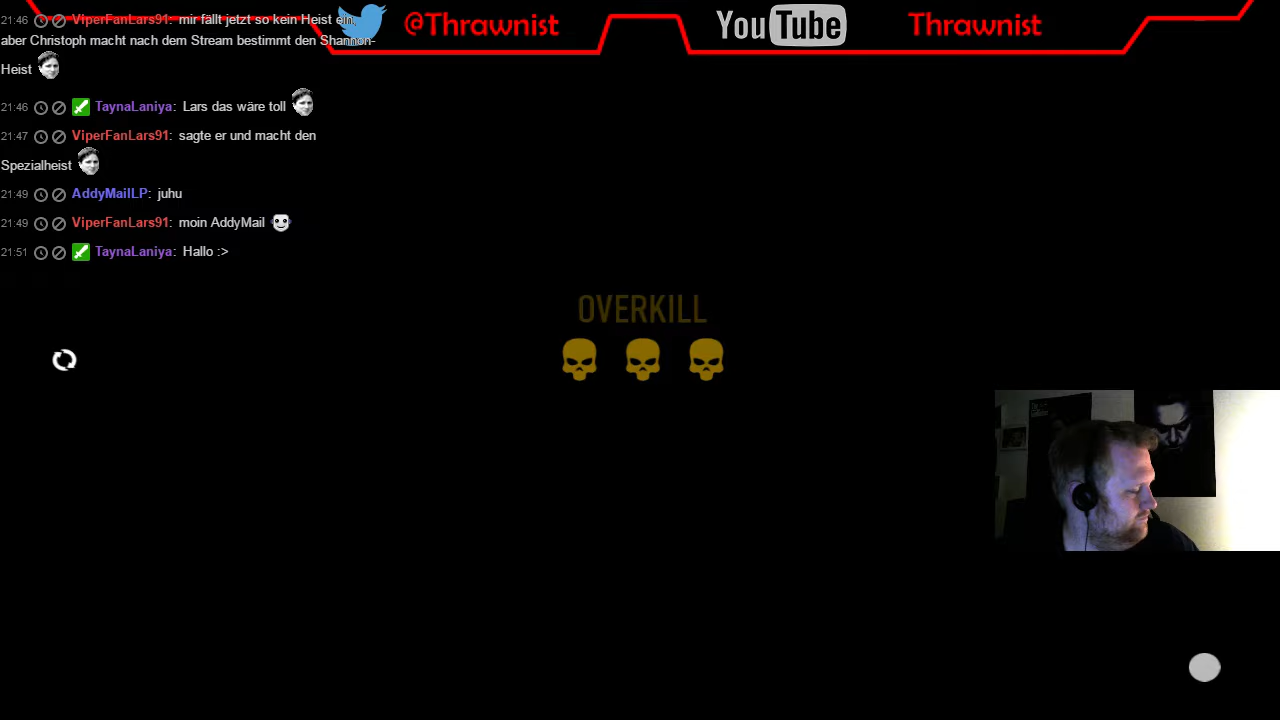 @Thrawnist
YouTube
Thrawnist
21:46 ViperFanLars91: mir fällt jetzt so kein Heist ein,
aber Christoph macht nach dem Stream bestimmt den Shannon-
Heist
21:46 TaynaLaniya: Lars das wäre toll
21:47 ViperFanLars91: sagte er und macht den
Spezialheist
21:49 AddyMailLP: juhu
21:49 ViperFanLars91: moin AddyMail
21:51 TaynaLaniya: Hallo :>
OVERKILL